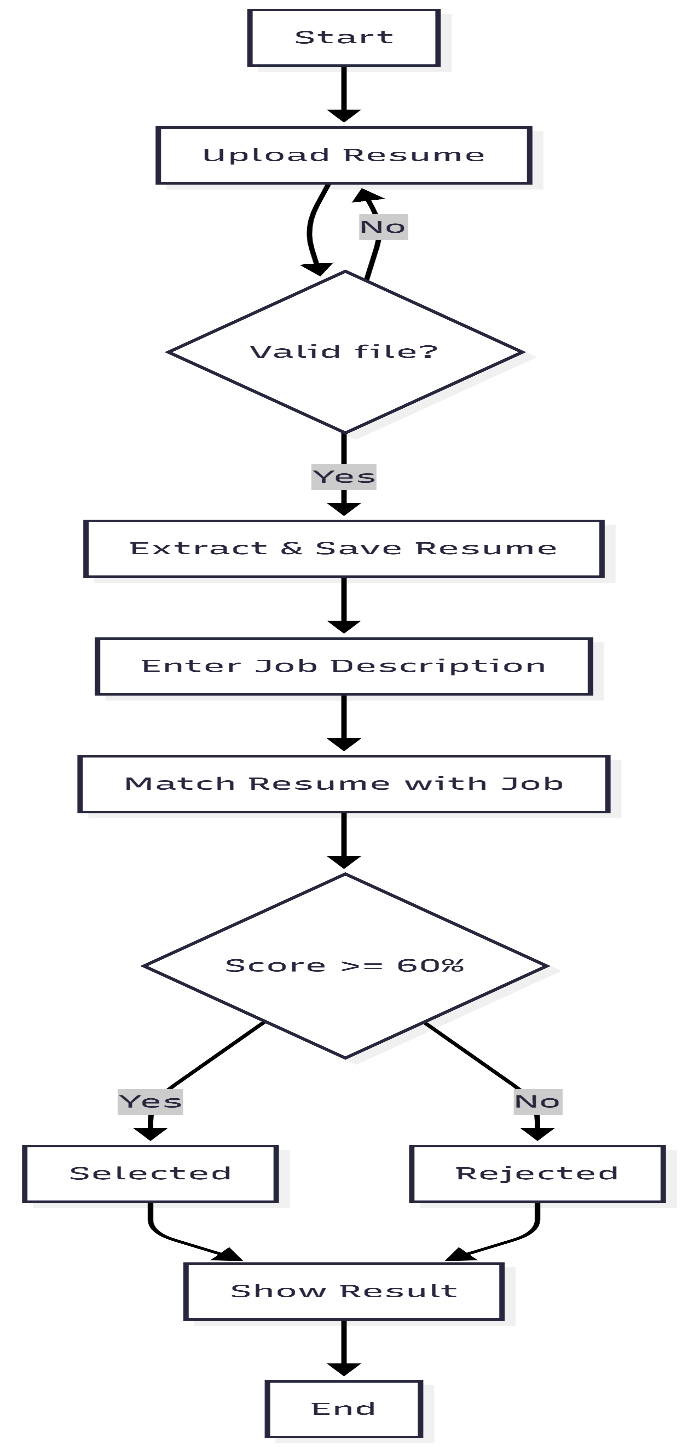 Start
Upload Resume
No
Valid file?
Yes
Extract & Save Resume
Enter Job Description
Match Resume with Job
Score >= 60%
Yes
No
Selected
Rejected
Show Result
End